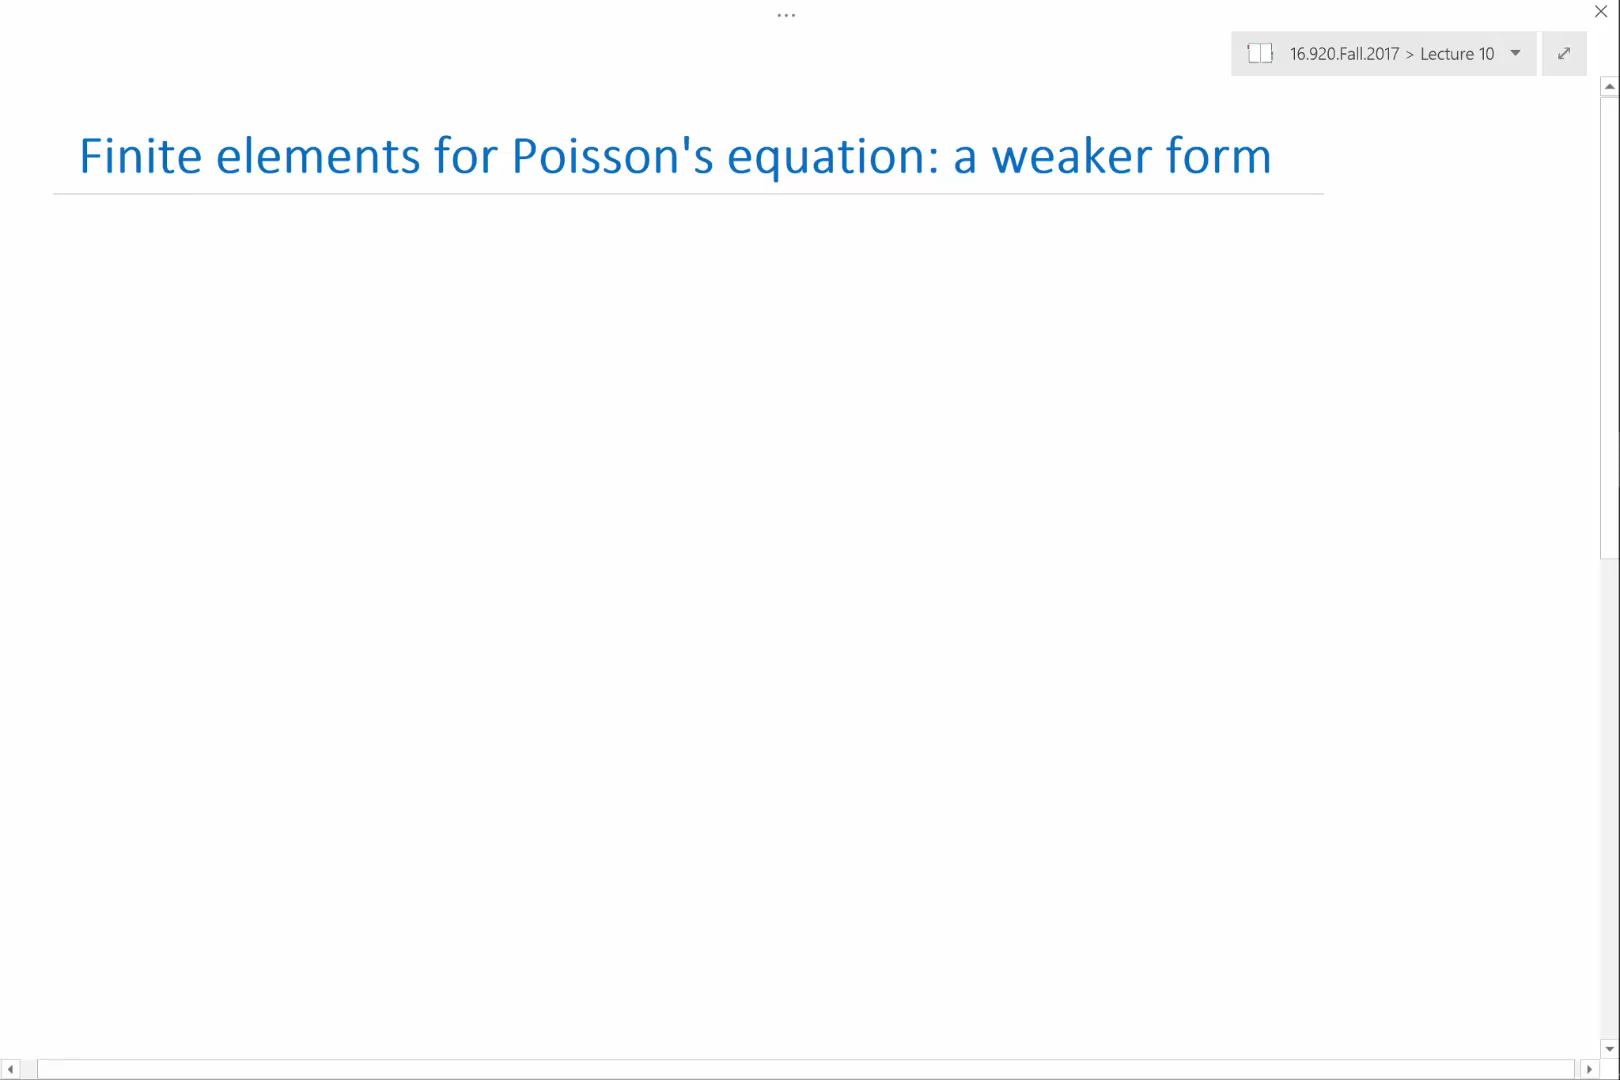 ...
16.920.Fall.2017 > Lecture 10
Finite elements for Poisson's equation: a weaker form